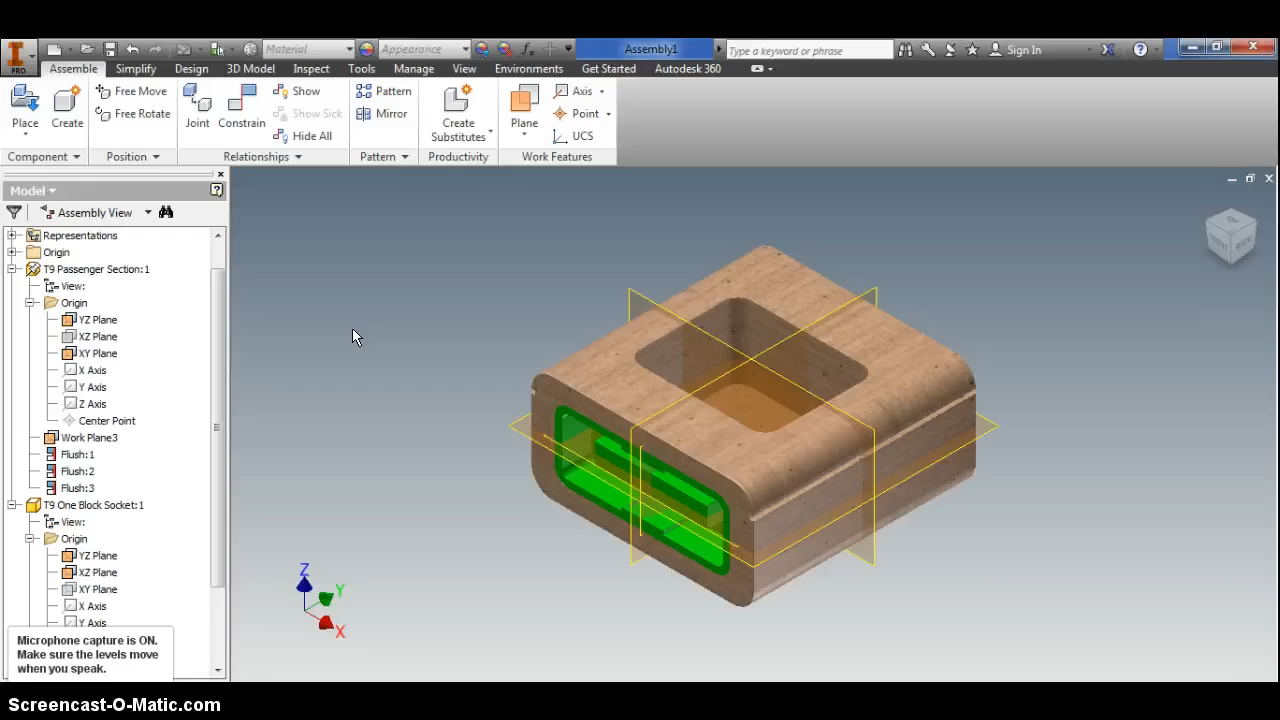 Material
Appearance
Assembly1
Type a keyword or phrase
Sign In
PRO
Assemble Simplify Design 3D Model Inspect Tools Manage View Environments Get Started Autodesk 360
Place
Create
Free Move
Free Rotate
Joint
Constrain
Show
Show Sick
Hide All
Pattern
Mirror
Create
Substitutes
Plane
Axis
Point
UCS
Component Position Relationships Pattern Productivity Work Features
Model
Assembly View
Representations
Origin
T9 Passenger Section:1
View:
Origin
YZ Plane
XZ Plane
XY Plane
X Axis
Y Axis
Z Axis
Center Point
Work Plane3
Flush:1
Flush:2
Flush:3
T9 One Block Socket:1
View:
Origin
YZ Plane
XZ Plane
XY Plane
X Axis
Y Axis
Microphone capture is ON.
Make sure the levels move
when you speak.
Z
Y
X
Screencast-O-Matic.com